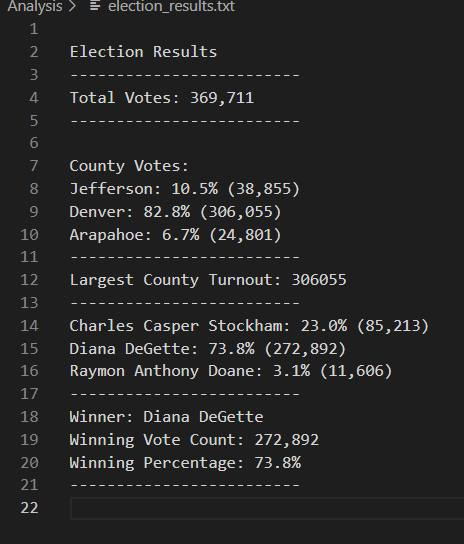 Analysis > election_results.txt
1
2 Election Results
3 -------------------------
4 Total Votes: 369,711
5 -------------------------
6
7 County Votes:
8 Jefferson: 10.5% (38,855)
9 Denver: 82.8% (306,055)
10 Arapahoe: 6.7% (24,801)
11 -------------------------
12 Largest County Turnout: 306055
13 -------------------------
14 Charles Casper Stockham: 23.0% (85,213)
15 Diana DeGette: 73.8% (272,892)
16 Raymon Anthony Doane: 3.1% (11,606)
17 -------------------------
18 Winner: Diana DeGette
19 Winning Vote Count: 272,892
20 Winning Percentage: 73.8%
21 -------------------------
22